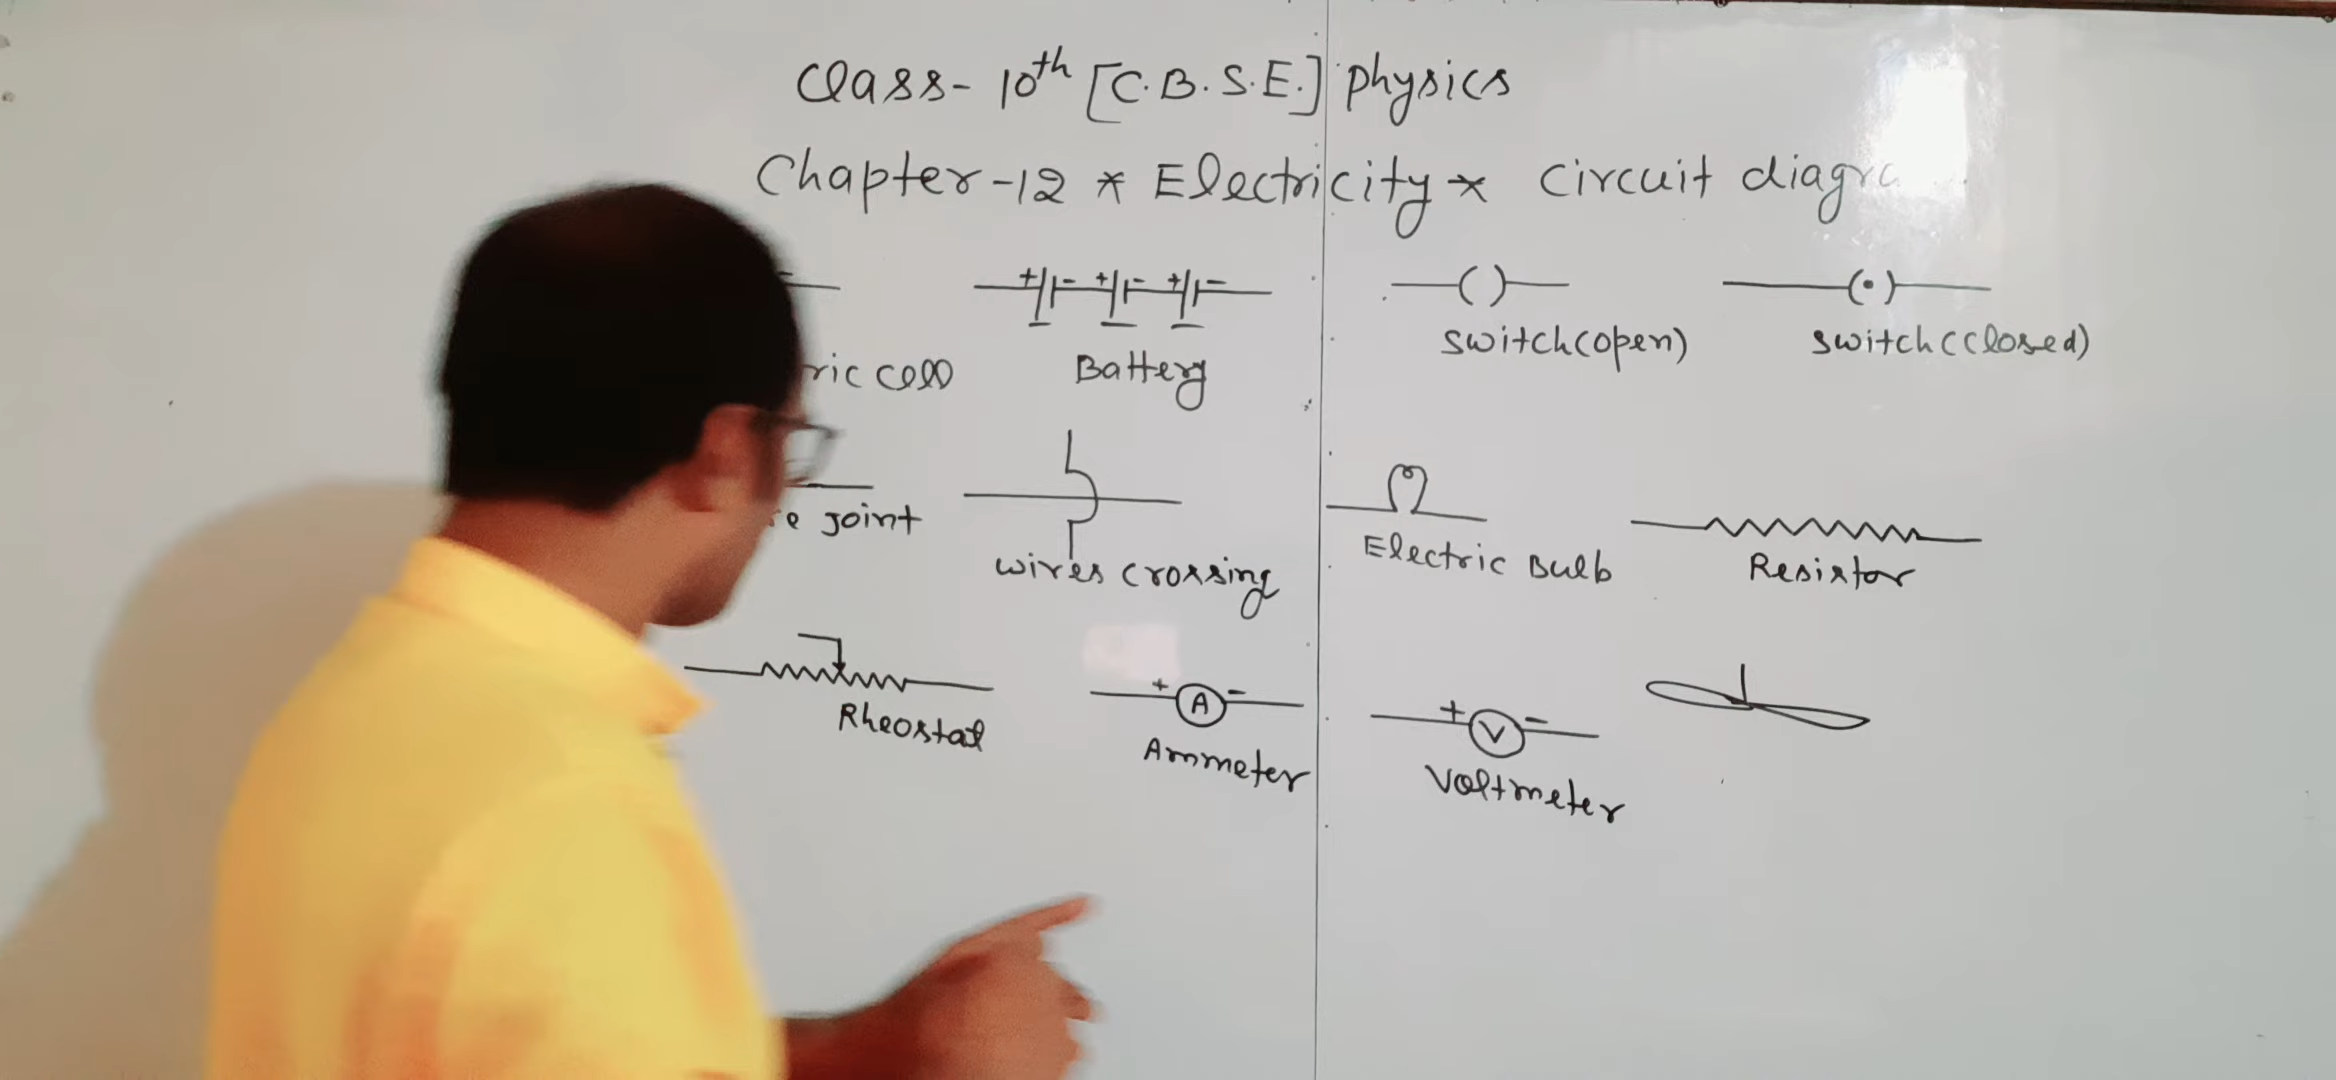 Class-10th [C.B.S.E.] physics
Chapter-12 * Electricity * Circuit
+ - + - + -
cell Battery switch(open) switch(closed)
joint wires crossing Electric Bulb Resistor
Rheostat + A - Ammeter + V - Voltmeter